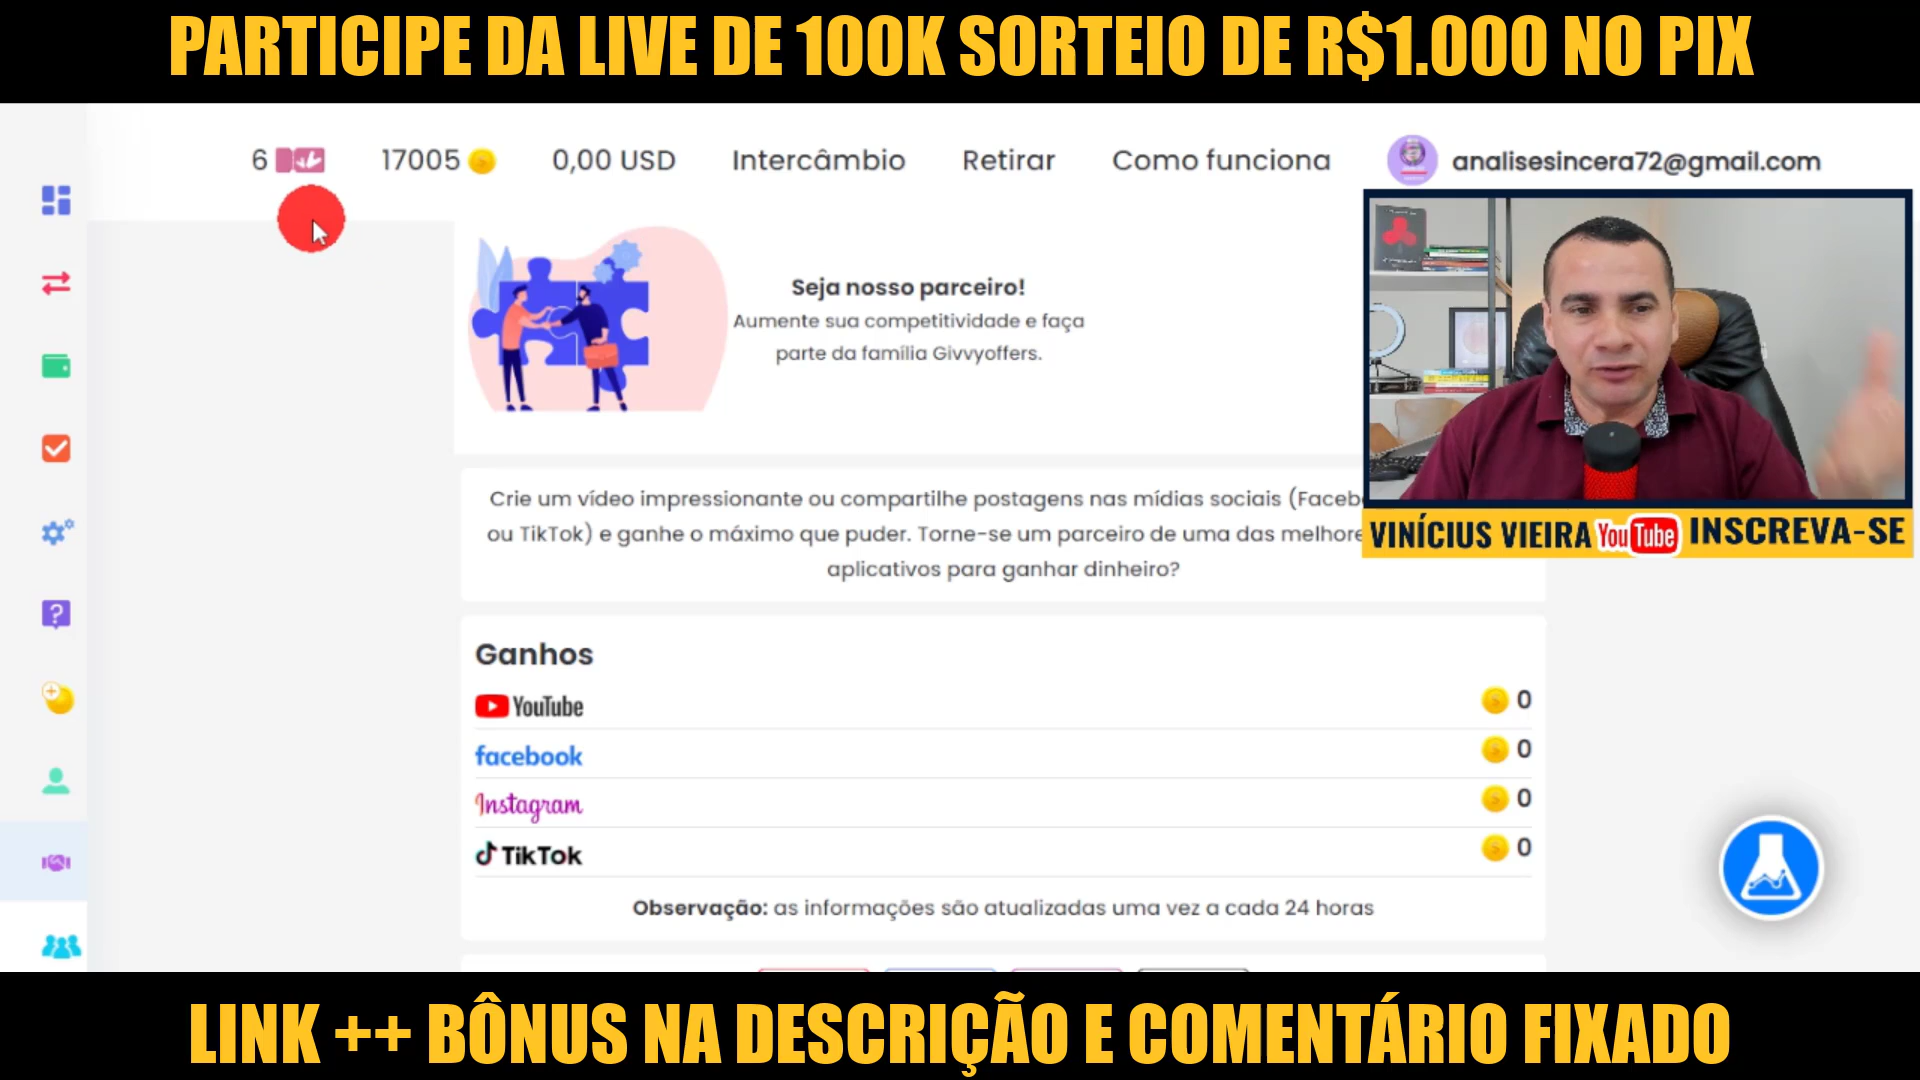 PARTICIPE DA LIVE DE 100K SORTEIO DE R$1.000 NO PIX
6 17005 0,00 USD Intercâmbio Retirar Como funciona analisesincera72@gmail.com
Seja nosso parceiro!
Aumente sua competitividade e faça
parte da família Givvyoffers.
Crie um vídeo impressionante ou compartilhe postagens nas mídias sociais (Faceb
ou TikTok) e ganhe o máximo que puder. Torne-se um parceiro de uma das melhore
aplicativos para ganhar dinheiro?
VINÍCIUS VIEIRA YouTube INSCREVA-SE
Ganhos
YouTube 0
facebook 0
Instagram 0
TikTok 0
Observação: as informações são atualizadas uma vez a cada 24 horas
LINK ++ BÔNUS NA DESCRIÇÃO E COMENTÁRIO FIXADO